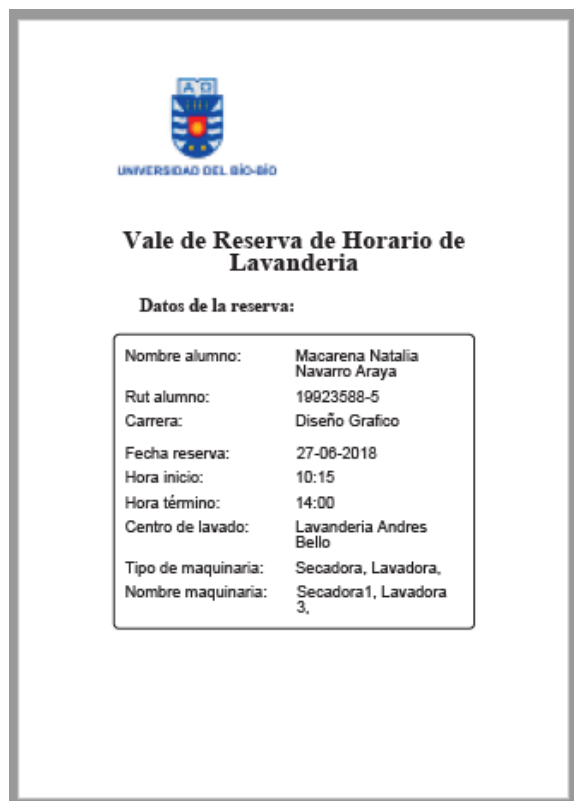 UNIVERSIDAD DEL BÍO-BÍO
Vale de Reserva de Horario de
Lavanderia
Datos de la reserva:
Nombre alumno: Macarena Natalia
Navarro Araya
Rut alumno: 19923588-5
Carrera: Diseño Grafico
Fecha reserva: 27-06-2018
Hora inicio: 10:15
Hora término: 14:00
Centro de lavado: Lavanderia Andres
Bello
Tipo de maquinaria: Secadora, Lavadora,
Nombre maquinaria: Secadora1, Lavadora
3,